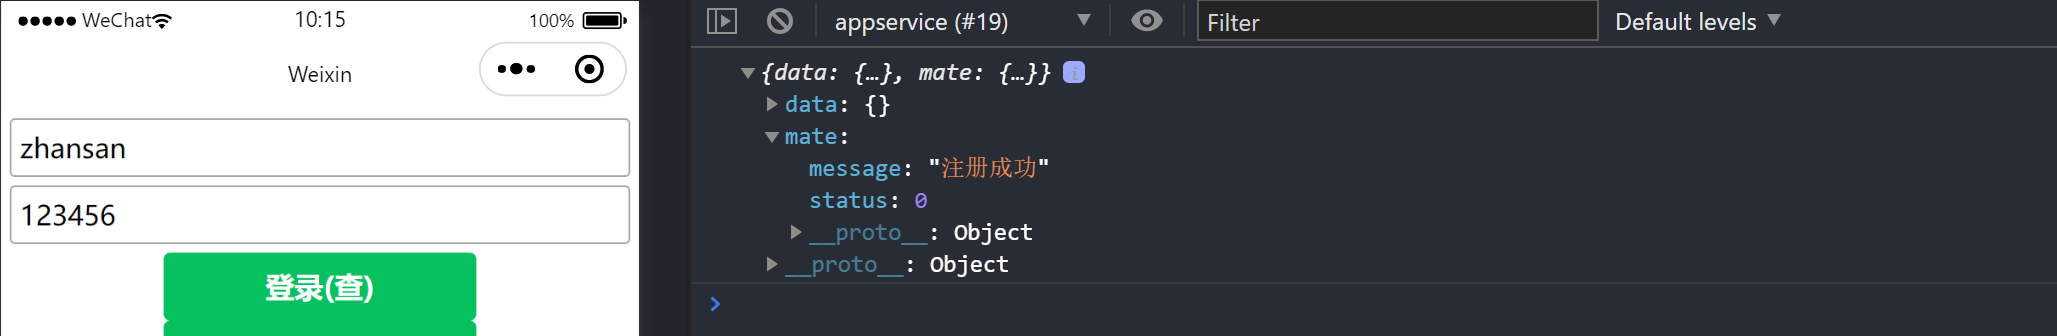 WeChat 10:15 100%
Weixin
zhansan
123456
登录(查)
appservice (#19) Filter Default levels
{data: {…}, mate: {…}} i
data: {}
mate:
message: "注册成功"
status: 0
__proto__: Object
__proto__: Object